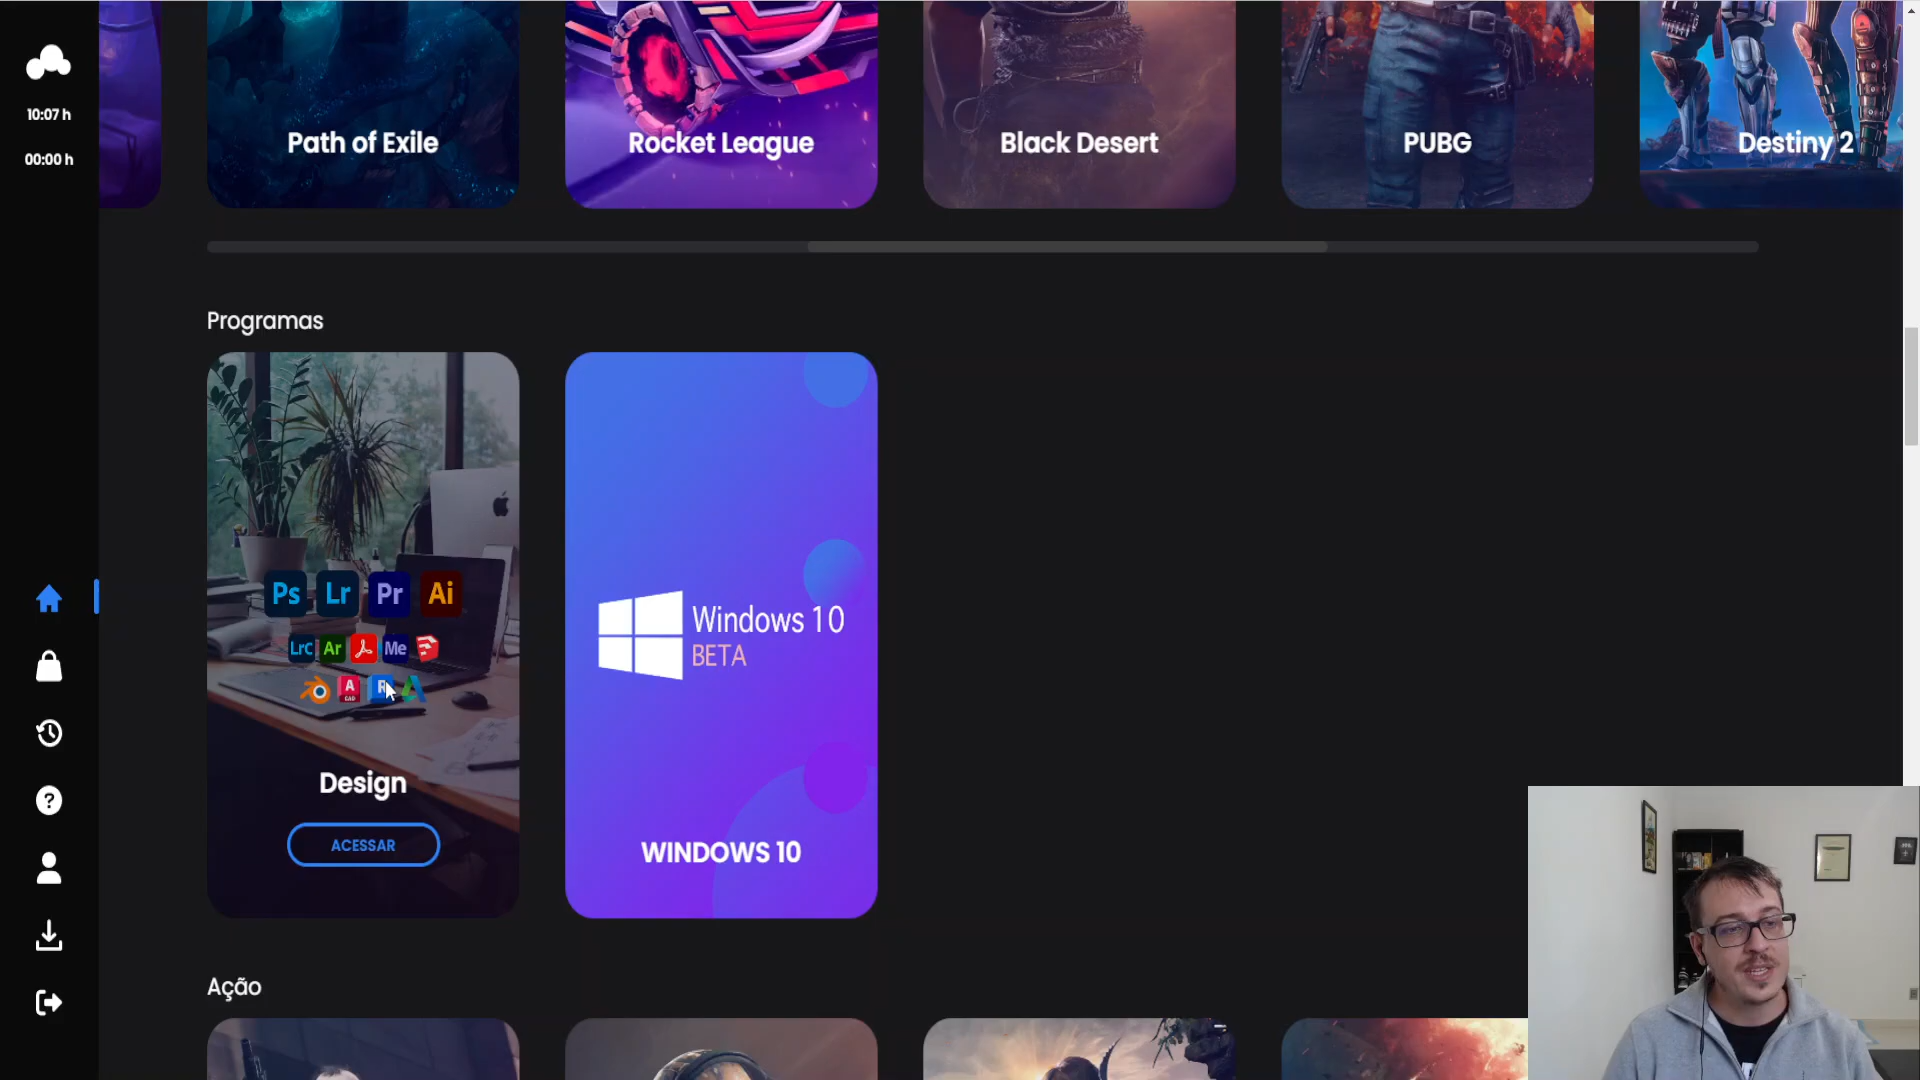 10:07 h
00:00 h
Path of Exile
Rocket League
Black Desert
PUBG
Destiny 2
Programas
Ps Lr Pr Ai
LrC Ar Me
A CAD R
Design
ACESSAR
Windows 10
BETA
WINDOWS 10
Ação